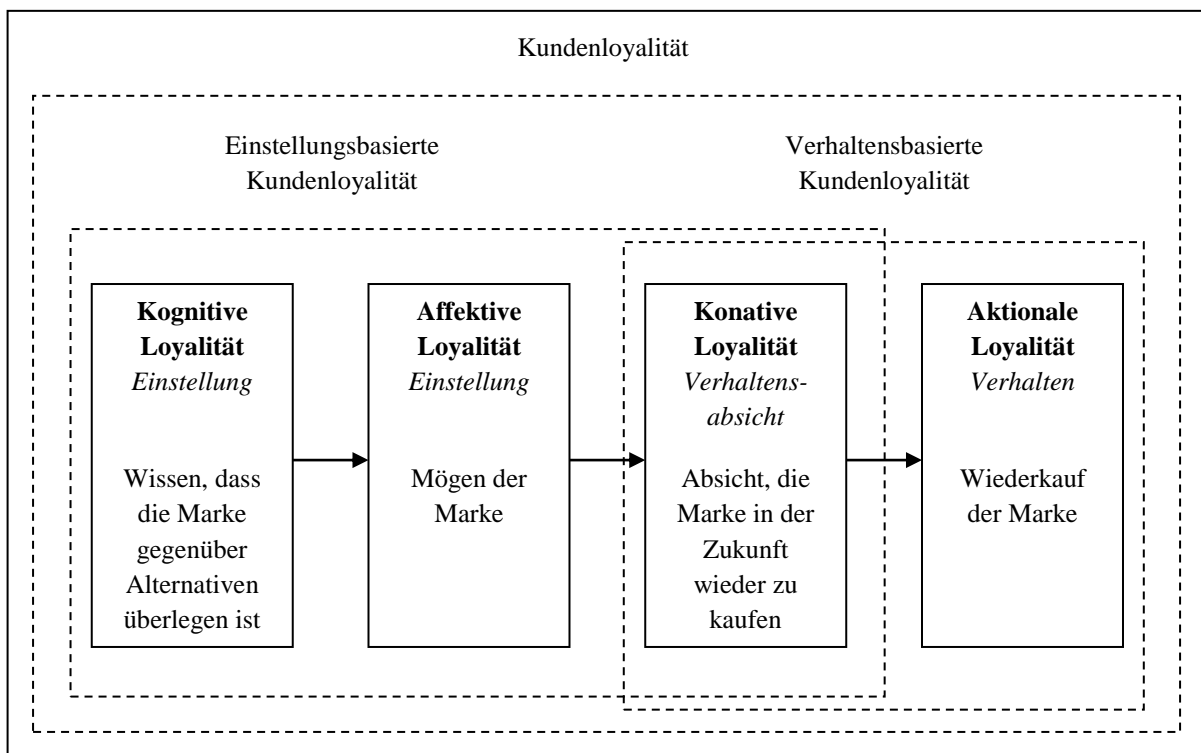 Kundenloyalität
Einstellungsbasierte
Kundenloyalität
Verhaltensbasierte
Kundenloyalität
Kognitive
Loyalität
Einstellung
Wissen, dass
die Marke
gegenüber
Alternativen
überlegen ist
Affektive
Loyalität
Einstellung
Mögen der
Marke
Konative
Loyalität
Verhaltens-
absicht
Absicht, die
Marke in der
Zukunft
wieder zu
kaufen
Aktionale
Loyalität
Verhalten
Wiederkauf
der Marke